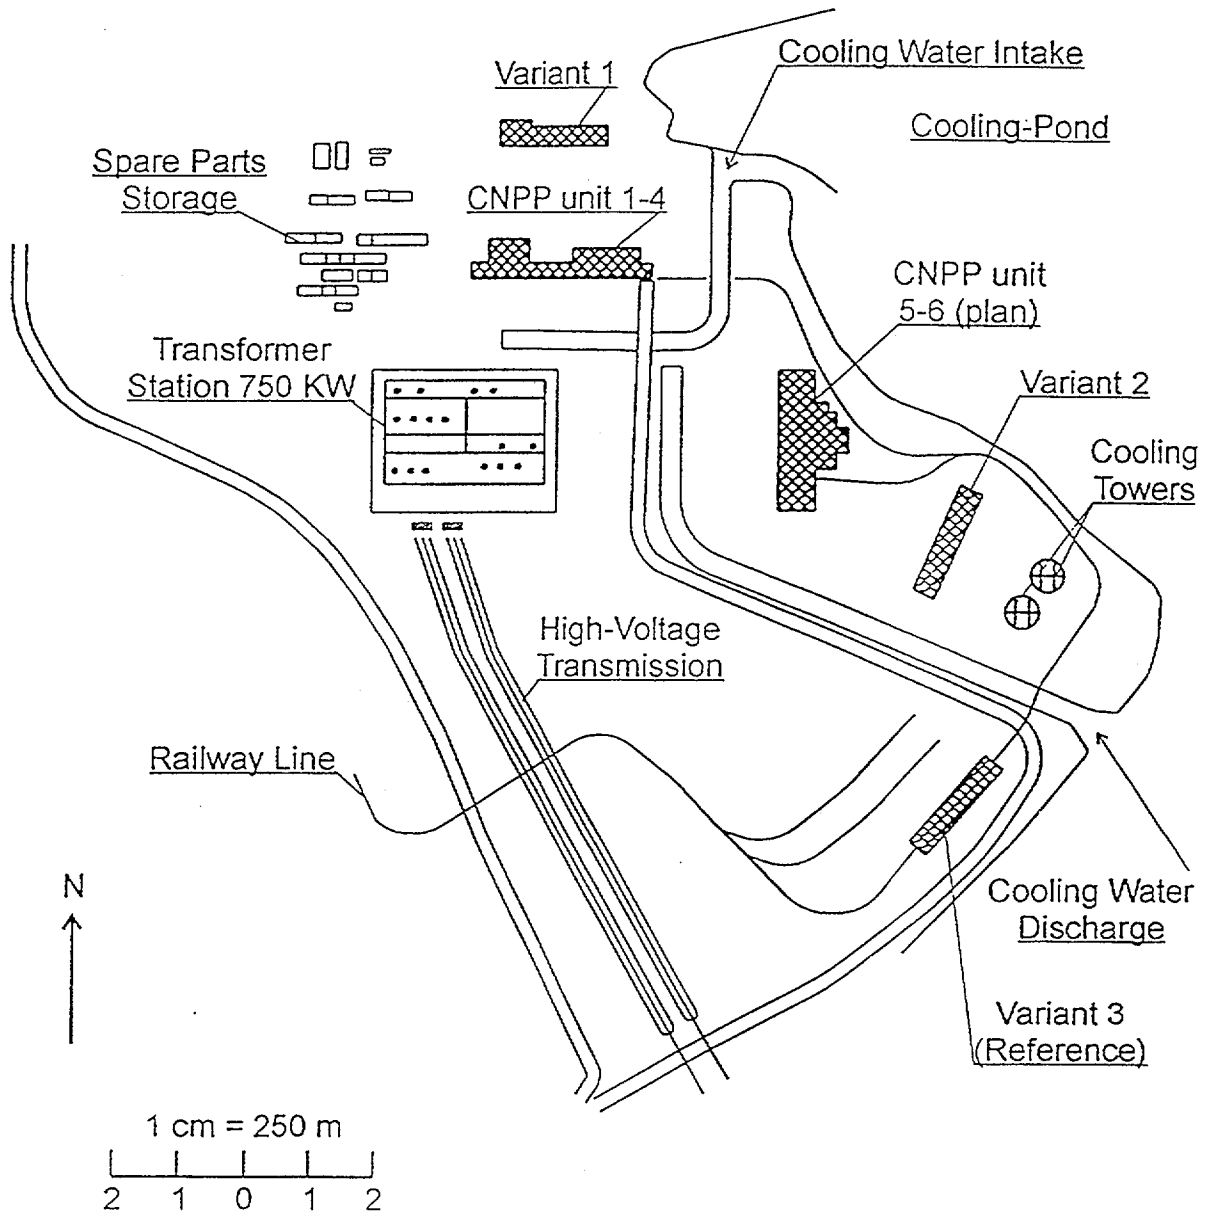 Cooling Water Intake
Variant 1
Cooling-Pond
Spare Parts
Storage
CNPP unit 1-4
CNPP unit
5-6 (plan)
Transformer
Station 750 KW
Variant 2
Cooling
Towers
High-Voltage
Transmission
Railway Line
N
Cooling Water
Discharge
Variant 3
(Reference)
1 cm = 250 m
2 1 0 1 2